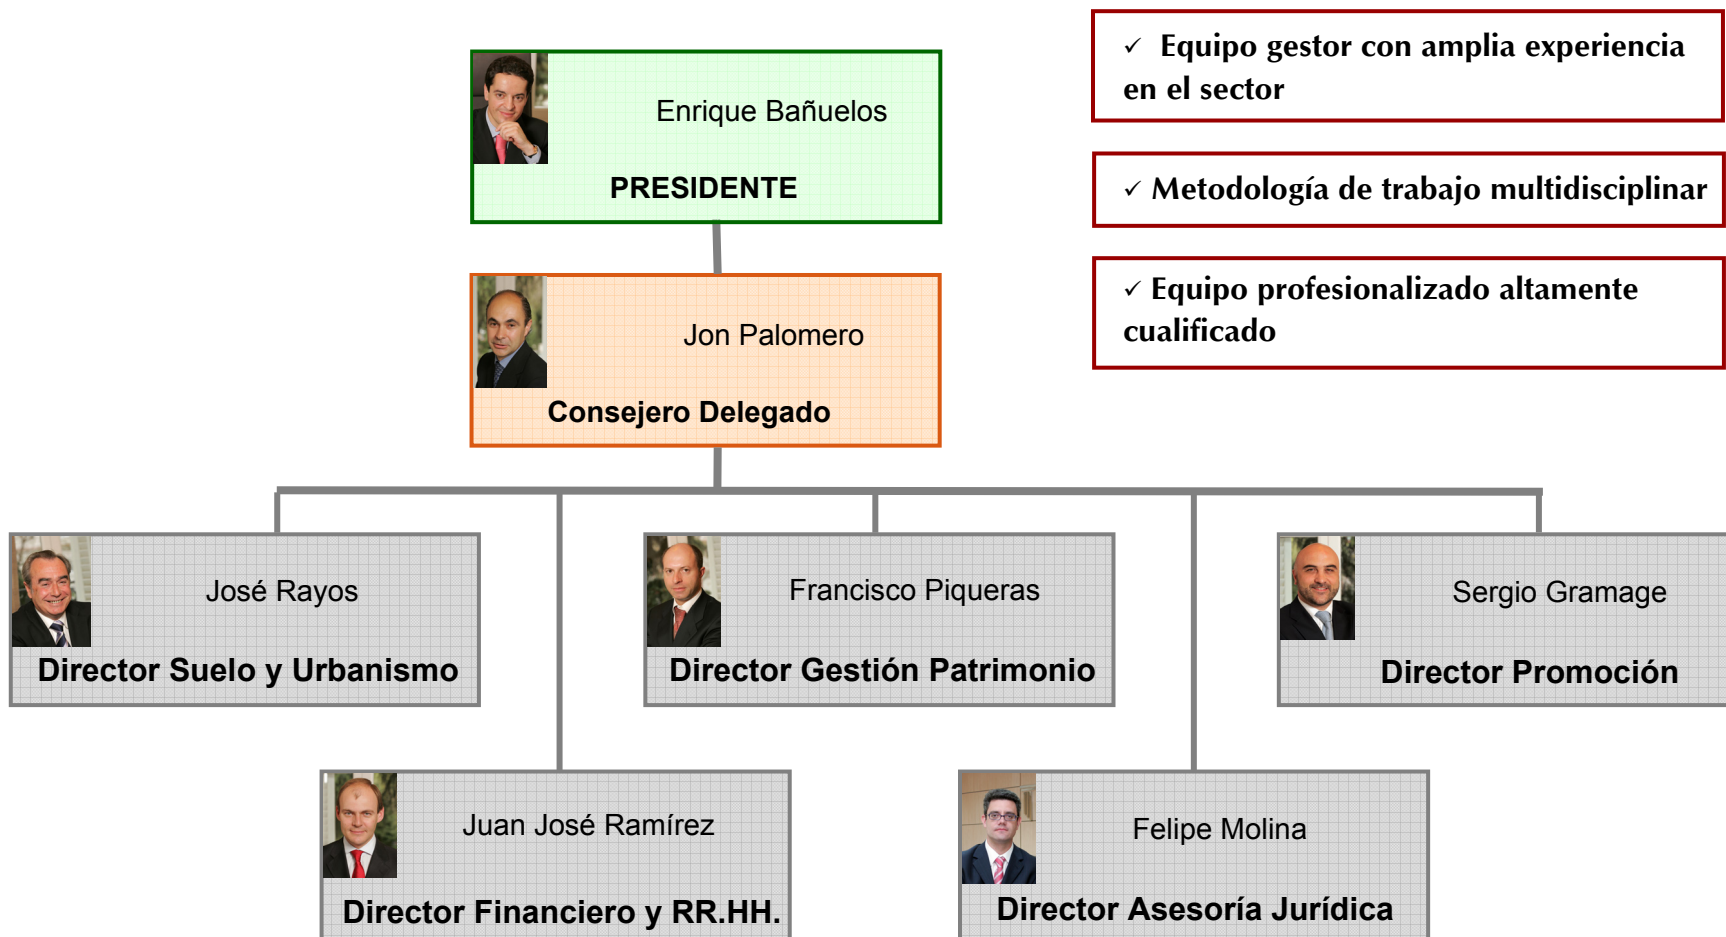 ✓ Equipo gestor con amplia experiencia
en el sector
Enrique Bañuelos
PRESIDENTE
✓ Metodología de trabajo multidisciplinar
✓ Equipo profesionalizado altamente
cualificado
Jon Palomero
Consejero Delegado
José Rayos
Director Suelo y Urbanismo
Francisco Piqueras
Director Gestión Patrimonio
Sergio Gramage
Director Promoción
Juan José Ramírez
Director Financiero y RR.HH.
Felipe Molina
Director Asesoría Jurídica